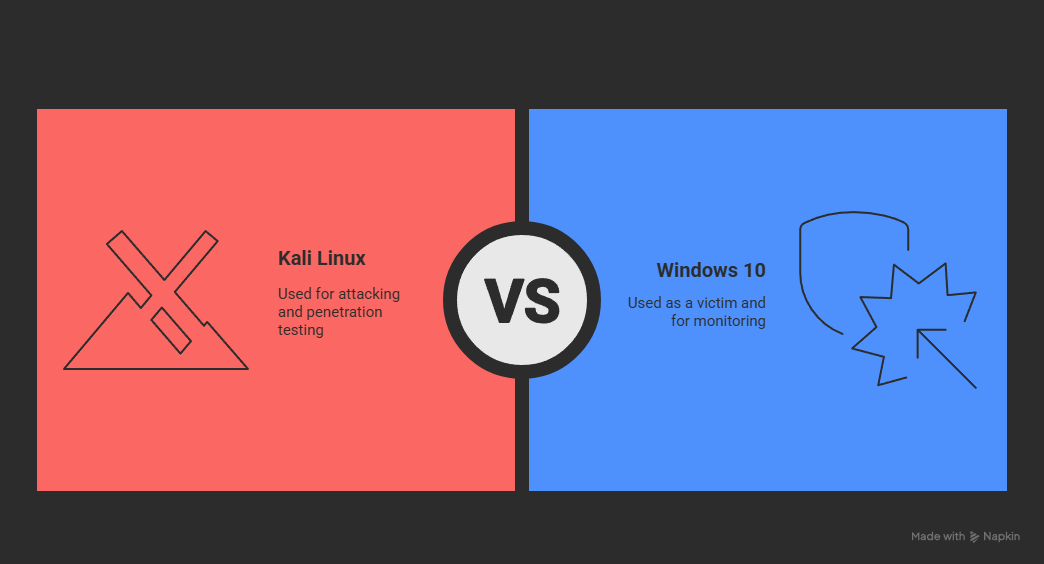 Kali Linux
Used for attacking
and penetration
testing
VS
Windows 10
Used as a victim and
for monitoring
Made with Napkin